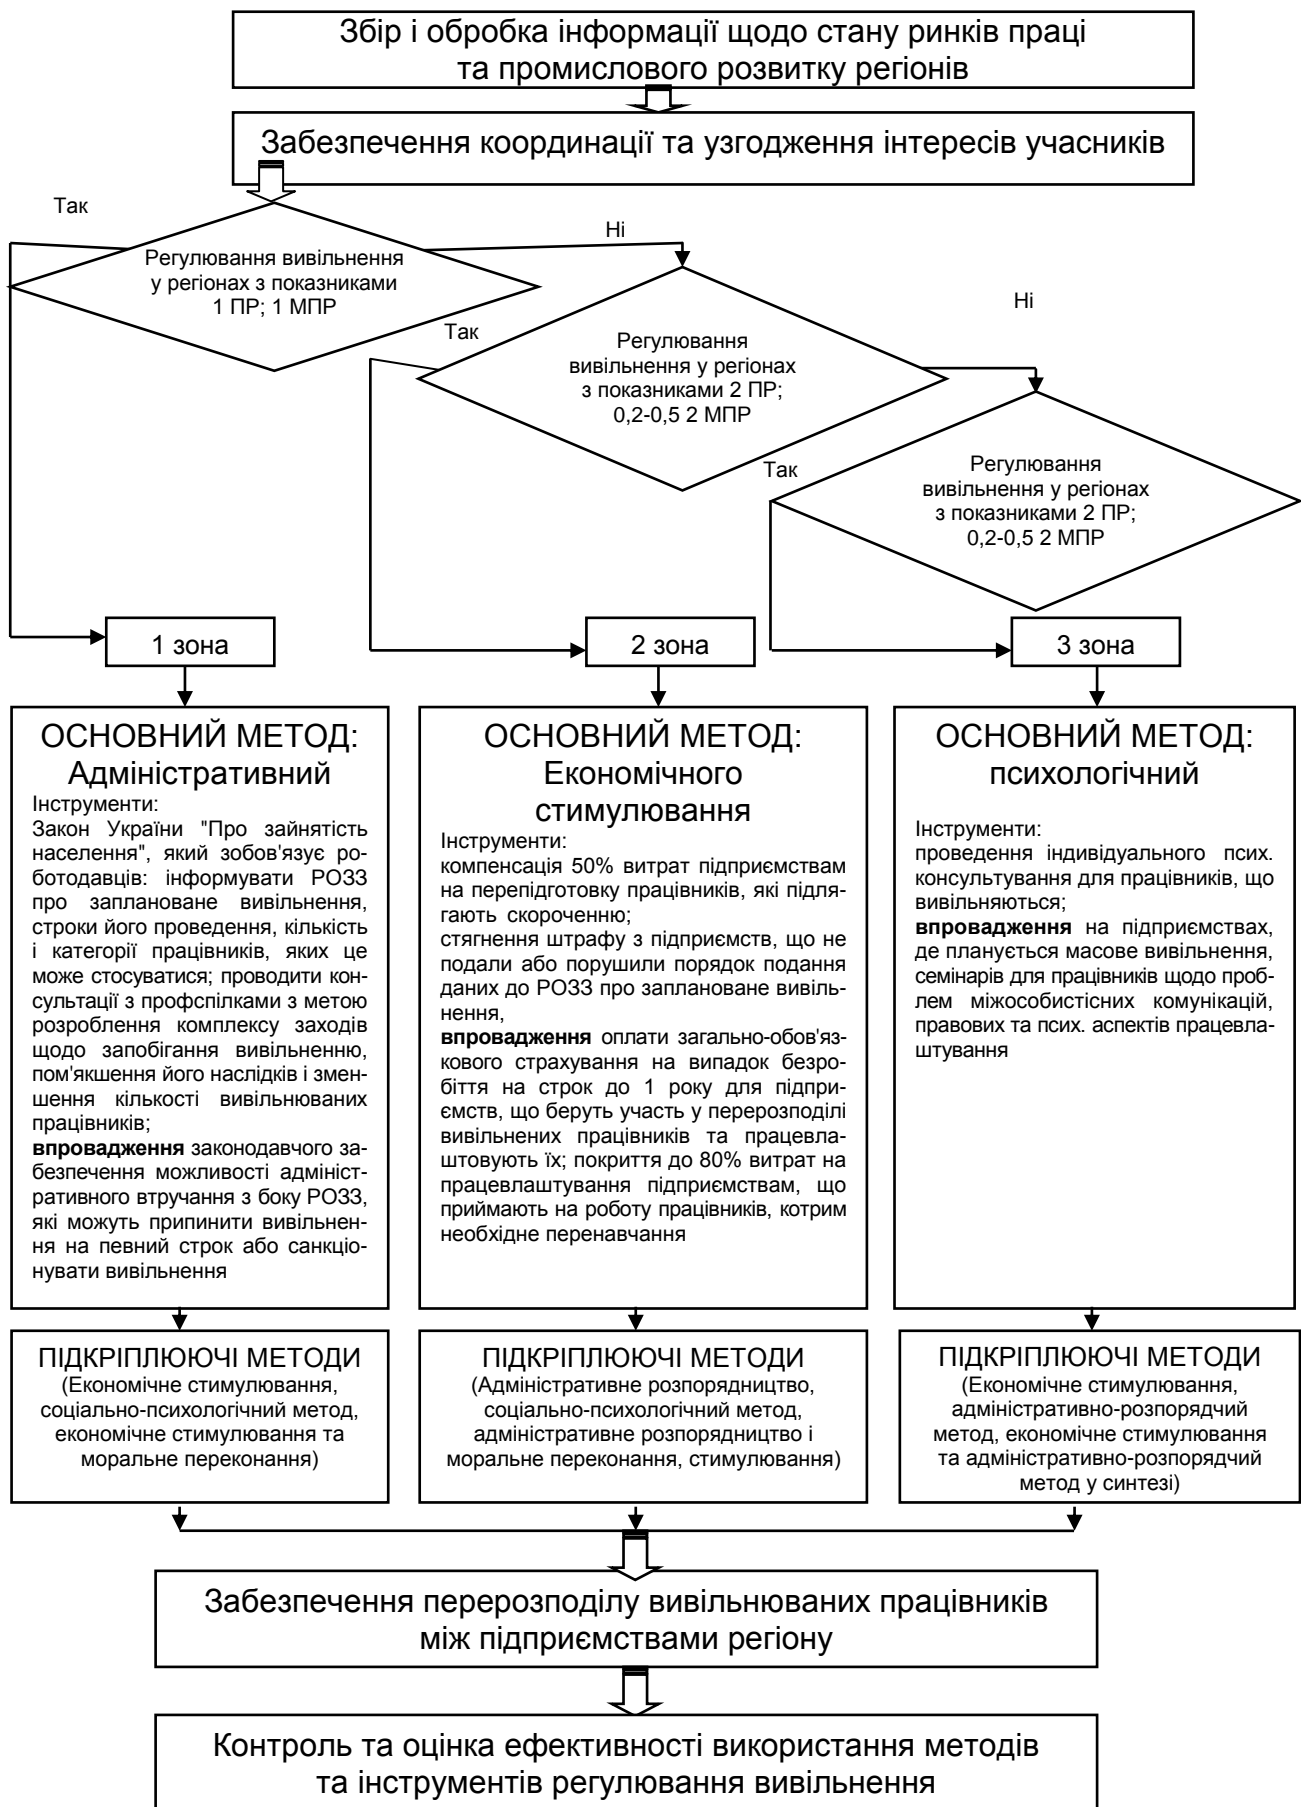 Збір і обробка інформації щодо стану ринків праці
та промислового розвитку регіонів
Забезпечення координації та узгодження інтересів учасників
Так
Регулювання вивільнення
у регіонах з показниками
1 ПР; 1 МПР
Ні
Так
Регулювання
вивільнення у регіонах
з показниками 2 ПР;
0,2-0,5 2 МПР
Ні
Так
Регулювання
вивільнення у регіонах
з показниками 2 ПР;
0,2-0,5 2 МПР
1 зона
2 зона
3 зона
ОСНОВНИЙ МЕТОД:
Адміністративний
Інструменти:
Закон України "Про зайнятість
населення", який зобов'язує ро-
ботодавців: інформувати РОЗЗ
про заплановане вивільнення,
строки його проведення, кількість
і категорії працівників, яких це
може стосуватися; проводити кон-
сультації з профспілками з метою
розроблення комплексу заходів
щодо запобігання вивільненню,
пом'якшення його наслідків і змен-
шення кількості вивільнюваних
працівників;
впровадження законодавчого за-
безпечення можливості адмініст-
ративного втручання з боку РОЗЗ,
які можуть припинити вивільнен-
ня на певний строк або санкціо-
нувати вивільнення
ОСНОВНИЙ МЕТОД:
Економічного
стимулювання
Інструменти:
компенсація 50% витрат підприємствам
на перепідготовку працівників, які підля-
гають скороченню;
стягнення штрафу з підприємств, що не
подали або порушили порядок подання
даних до РОЗЗ про заплановане вивіль-
нення,
впровадження оплати загально-обов'яз-
кового страхування на випадок безро-
біття на строк до 1 року для підпри-
ємств, що беруть участь у перерозподілі
вивільнених працівників та працевла-
штовують їх; покриття до 80% витрат на
працевлаштування підприємствам, що
приймають на роботу працівників, котрим
необхідне перенавчання
ОСНОВНИЙ МЕТОД:
психологічний
Інструменти:
проведення індивідуального псих.
консультування для працівників, що
вивільняються;
впровадження на підприємствах,
де планується масове вивільнення,
семінарів для працівників щодо проб-
лем міжособистісних комунікацій,
правових та псих. аспектів працевла-
штування
ПІДКРІПЛЮЮЧІ МЕТОДИ
(Економічне стимулювання,
соціально-психологічний метод,
економічне стимулювання та
моральне переконання)
ПІДКРІПЛЮЮЧІ МЕТОДИ
(Адміністративне розпорядництво,
соціально-психологічний метод,
адміністративне розпорядництво і
моральне переконання, стимулювання)
ПІДКРІПЛЮЮЧІ МЕТОДИ
(Економічне стимулювання,
адміністративно-розпорядчий
метод, економічне стимулювання
та адміністративно-розпорядчий
метод у синтезі)
Забезпечення перерозподілу вивільнюваних працівників
між підприємствами регіону
Контроль та оцінка ефективності використання методів
та інструментів регулювання вивільнення